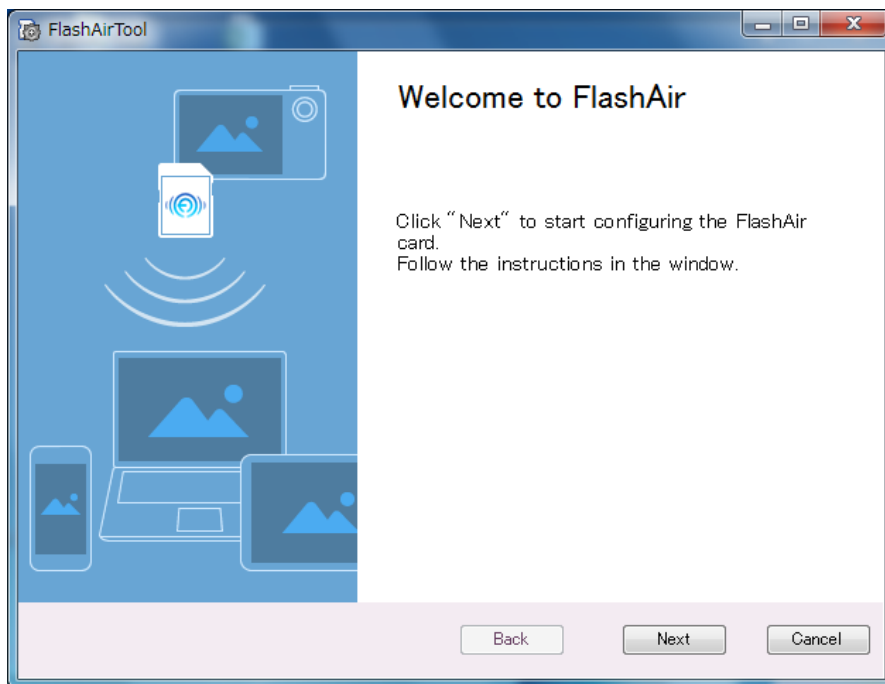 FlashAirTool
Welcome to FlashAir
Click "Next" to start configuring the FlashAir
card.
Follow the instructions in the window.
Back Next Cancel